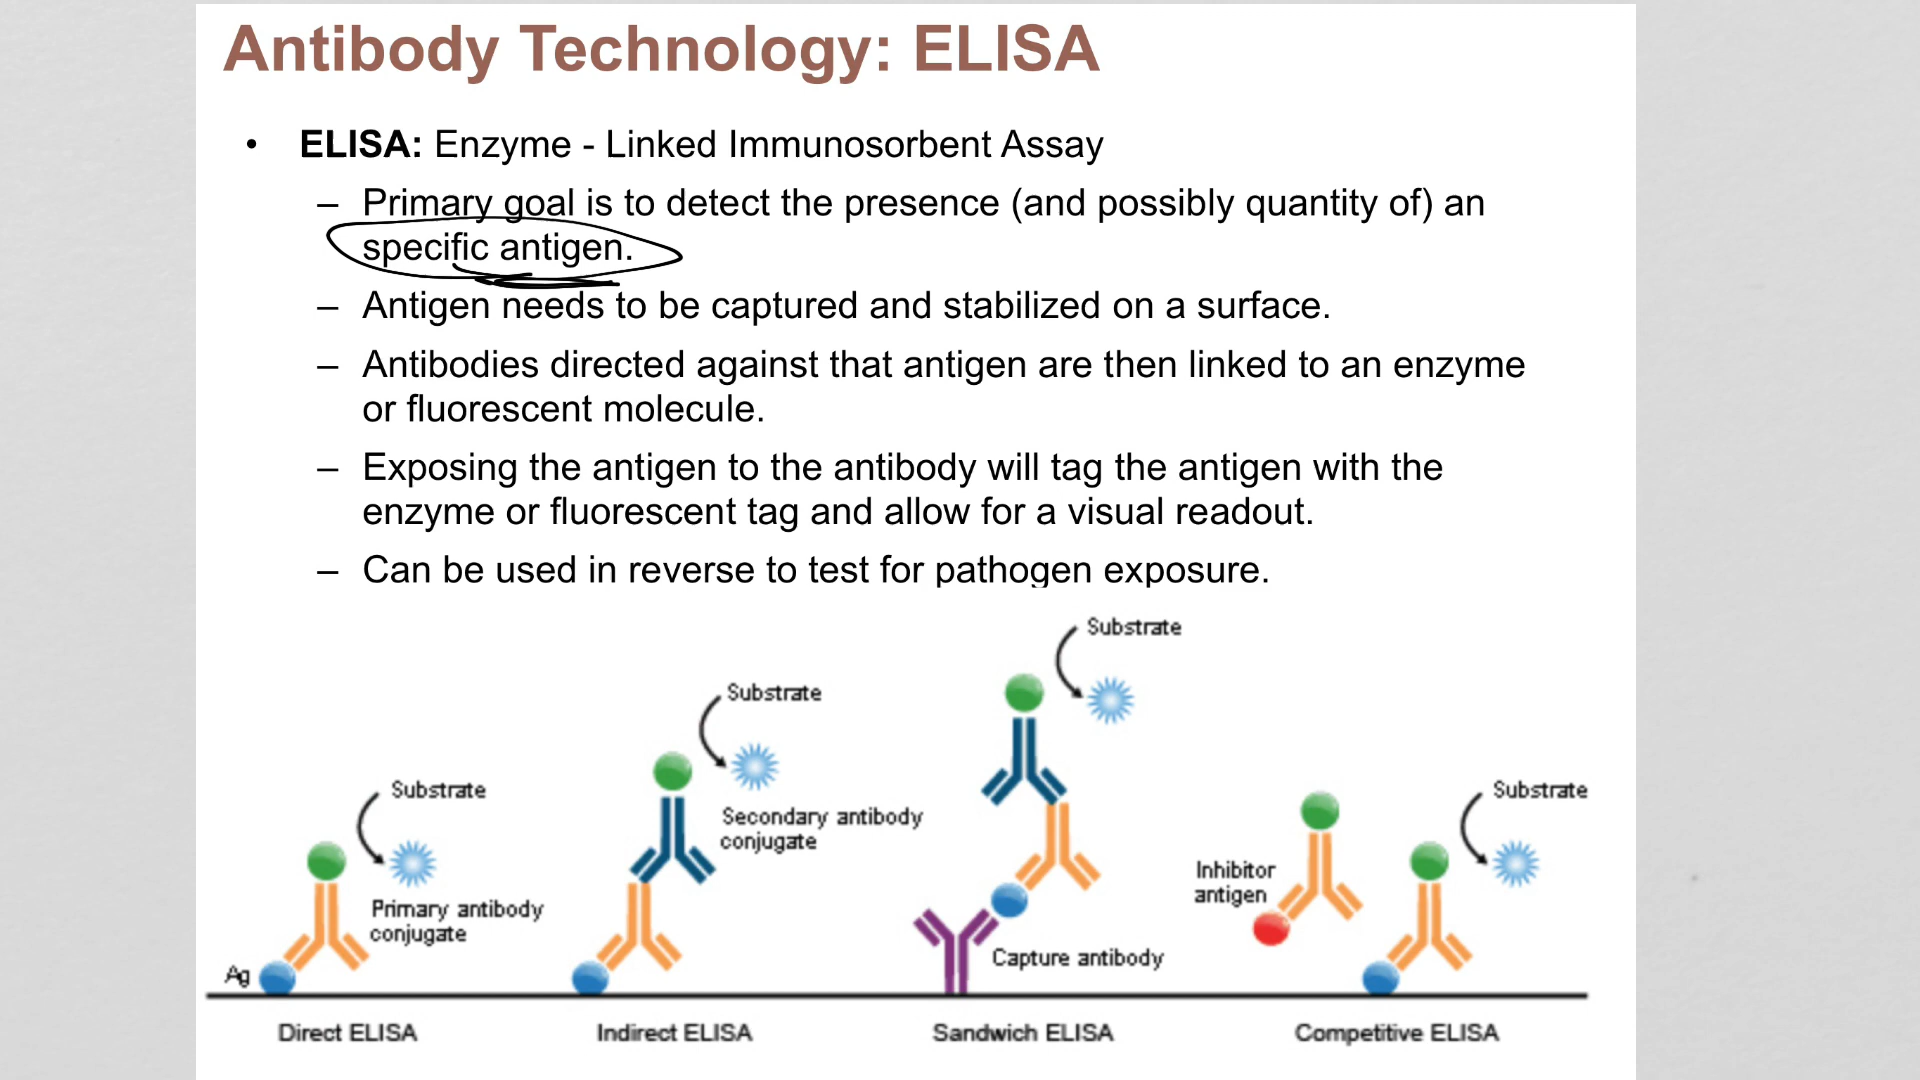 Antibody Technology: ELISA
• ELISA: Enzyme - Linked Immunosorbent Assay
– Primary goal is to detect the presence (and possibly quantity of) an
specific antigen.
– Antigen needs to be captured and stabilized on a surface.
– Antibodies directed against that antigen are then linked to an enzyme
or fluorescent molecule.
– Exposing the antigen to the antibody will tag the antigen with the
enzyme or fluorescent tag and allow for a visual readout.
– Can be used in reverse to test for pathogen exposure.
Substrate
Primary antibody
conjugate
Ag
Direct ELISA
Substrate
Secondary antibody
conjugate
Indirect ELISA
Substrate
Capture antibody
Sandwich ELISA
Substrate
Inhibitor
antigen
Competitive ELISA